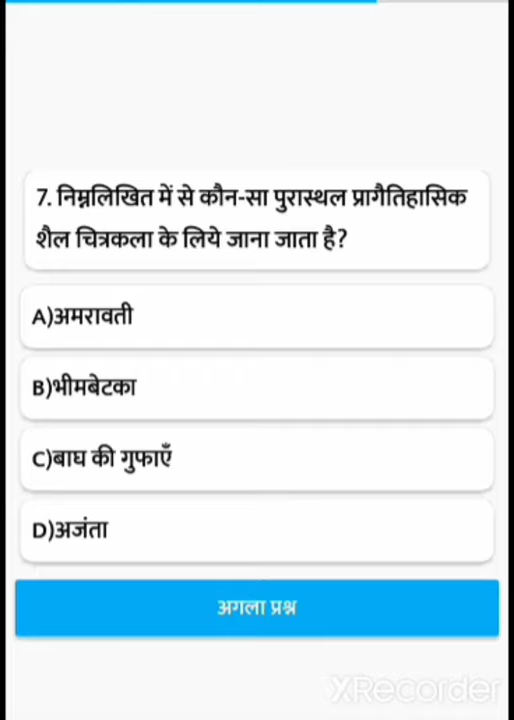 7. निम्नलिखित में से कौन-सा पुरास्थल प्रागैतिहासिक
शैल चित्रकला के लिये जाना जाता है?
A)अमरावती
B)भीमबेटका
C)बाघ की गुफाएँ
D)अजंता
अगला प्रश्न
XRecorder